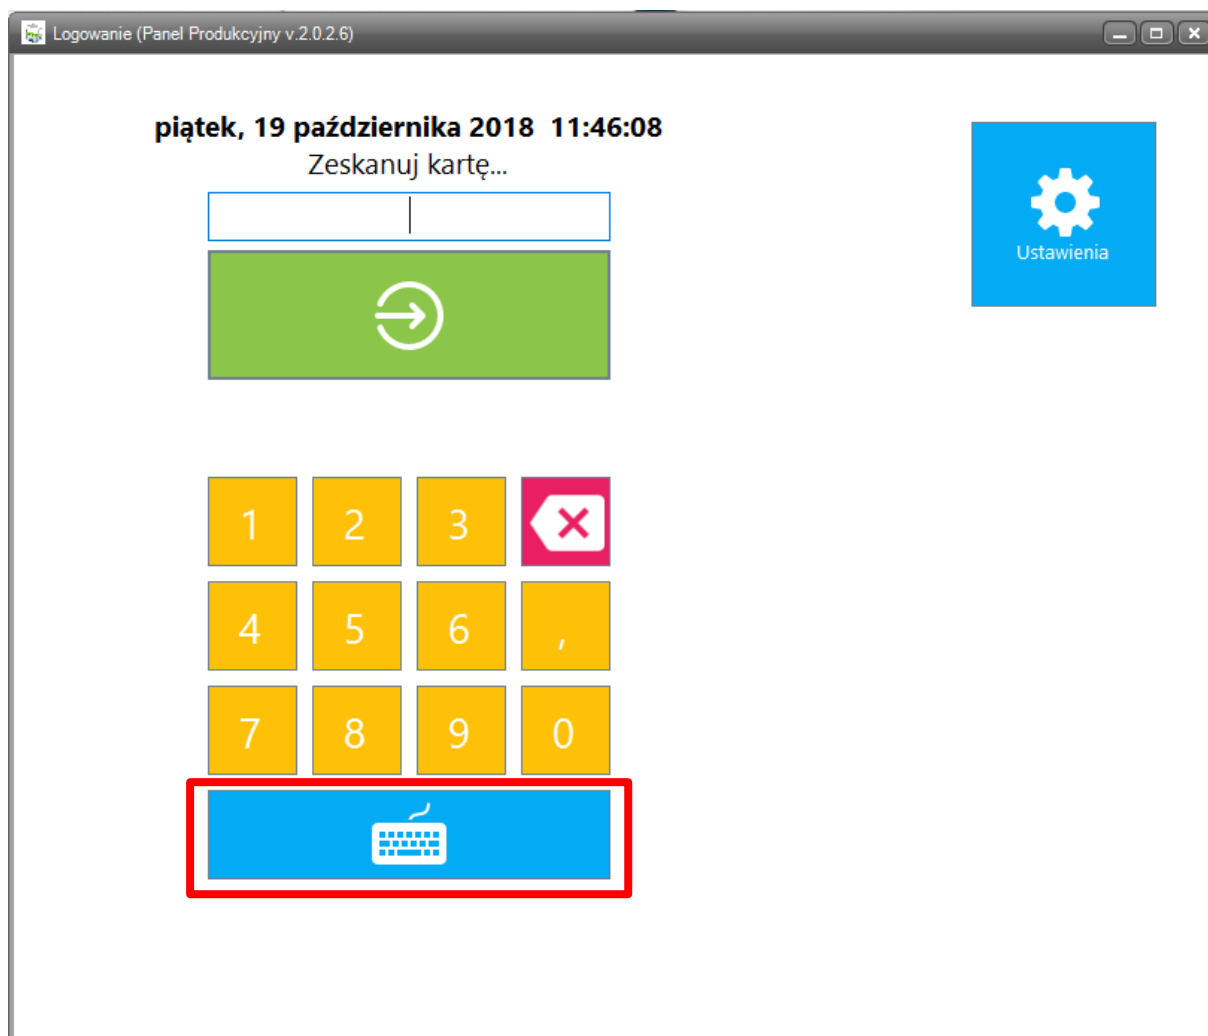 Logowanie (Panel Produkcyjny v.2.0.2.6)
piątek, 19 października 2018 11:46:08
Zeskanuj kartę...
Ustawienia
1 2 3
4 5 6 ,
7 8 9 0